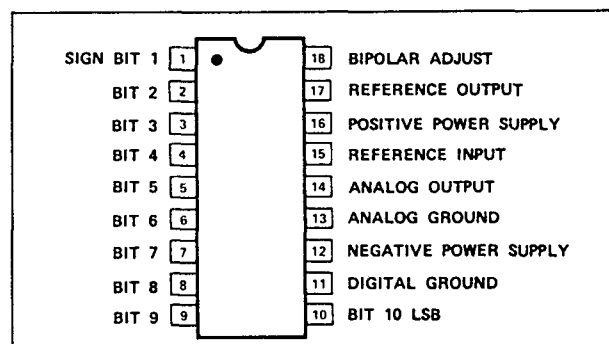 SIGN BIT 1 1 18 BIPOLAR ADJUST
BIT 2 2 17 REFERENCE OUTPUT
BIT 3 3 16 POSITIVE POWER SUPPLY
BIT 4 4 15 REFERENCE INPUT
BIT 5 5 14 ANALOG OUTPUT
BIT 6 6 13 ANALOG GROUND
BIT 7 7 12 NEGATIVE POWER SUPPLY
BIT 8 8 11 DIGITAL GROUND
BIT 9 9 10 BIT 10 LSB